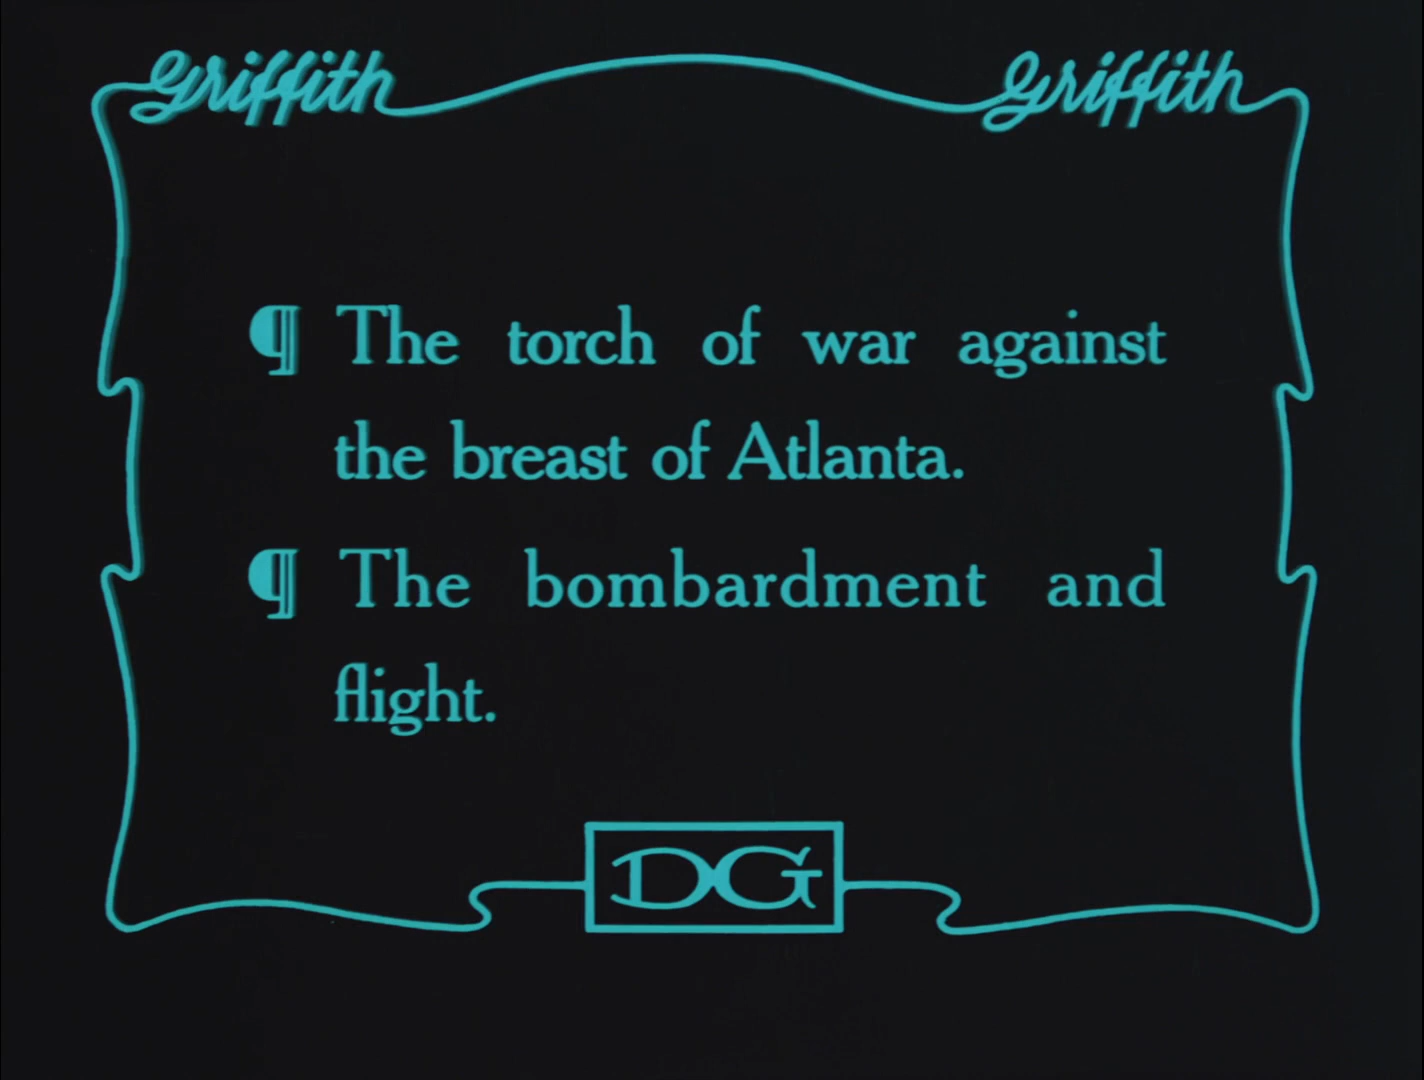 Griffith Griffith
¶ The torch of war against
the breast of Atlanta.
¶ The bombardment and
flight.
DG